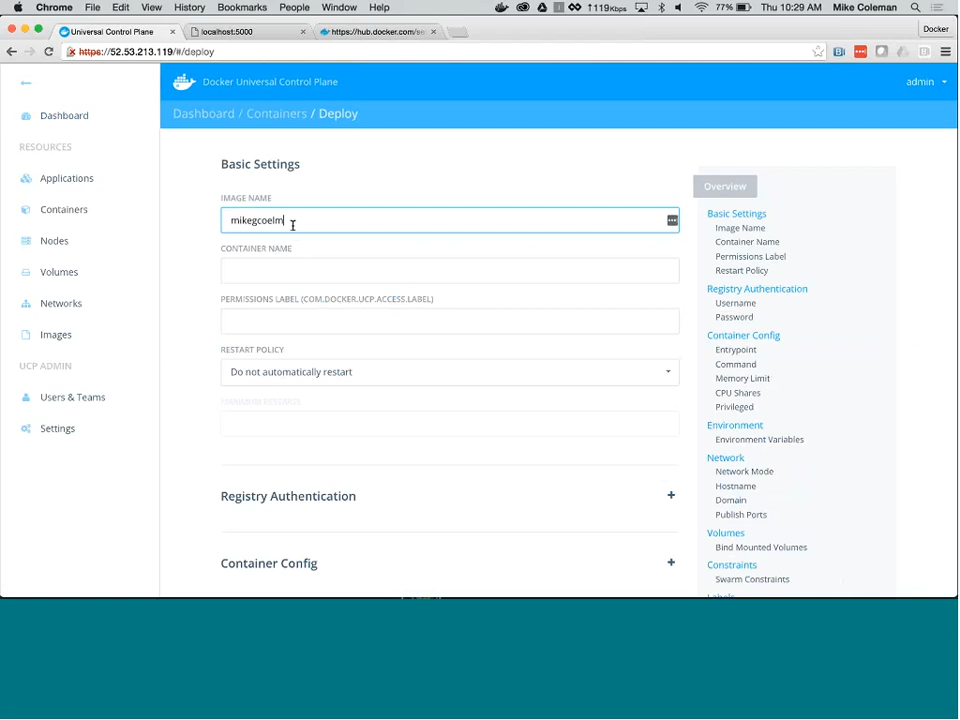 Chrome File Edit View History Bookmarks People Window Help 119Kbps 77% Thu 10:29 AM Mike Coleman
Universal Control Plane localhost:5000 https://hub.docker.com/se Docker
https://52.53.213.119/#/deploy
Docker Universal Control Plane admin
Dashboard / Containers / Deploy
Dashboard
RESOURCES
Applications
Containers
Nodes
Volumes
Networks
Images
UCP ADMIN
Users & Teams
Settings
Basic Settings
IMAGE NAME
mikegcoelm
CONTAINER NAME
PERMISSIONS LABEL (COM.DOCKER.UCP.ACCESS.LABEL)
RESTART POLICY
Do not automatically restart
MAXIMUM RESTARTS
Registry Authentication +
Container Config +
Overview
Basic Settings
Image Name
Container Name
Permissions Label
Restart Policy
Registry Authentication
Username
Password
Container Config
Entrypoint
Command
Memory Limit
CPU Shares
Privileged
Environment
Environment Variables
Network
Network Mode
Hostname
Domain
Publish Ports
Volumes
Bind Mounted Volumes
Constraints
Swarm Constraints
Labels